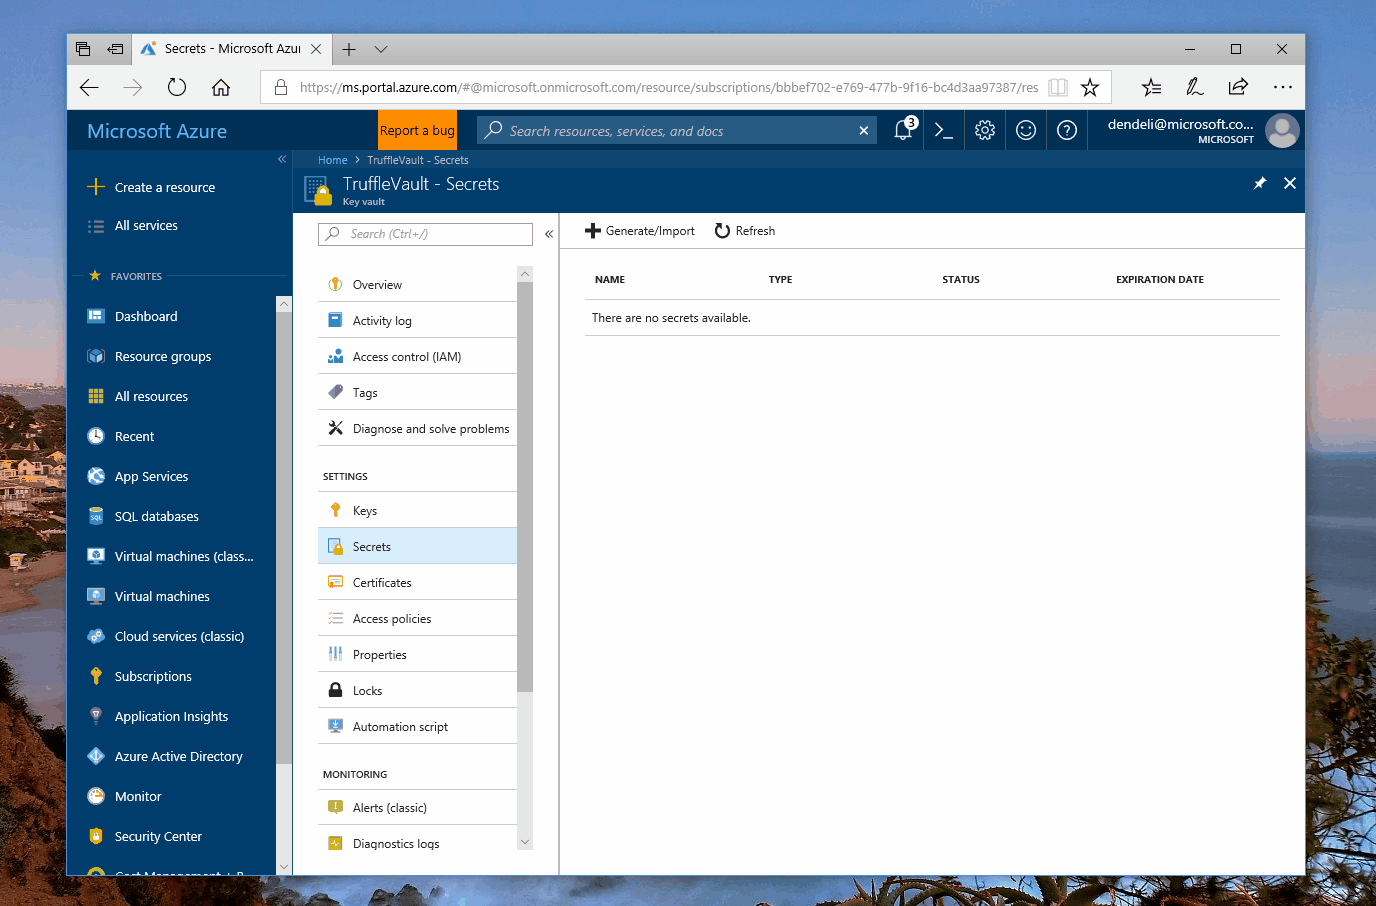 Secrets - Microsoft Azu
https://ms.portal.azure.com/#@microsoft.onmicrosoft.com/resource/subscriptions/bbbef702-e769-477b-9f16-bc4d3aa97387/res
Microsoft Azure
Report a bug
Search resources, services, and docs
3
dendeli@microsoft.co...
MICROSOFT
Create a resource
All services
FAVORITES
Dashboard
Resource groups
All resources
Recent
App Services
SQL databases
Virtual machines (class...
Virtual machines
Cloud services (classic)
Subscriptions
Application Insights
Azure Active Directory
Monitor
Security Center
Cost Management + B
Home > TruffleVault - Secrets
TruffleVault - Secrets
Key vault
Search (Ctrl+/)
Overview
Activity log
Access control (IAM)
Tags
Diagnose and solve problems
SETTINGS
Keys
Secrets
Certificates
Access policies
Properties
Locks
Automation script
MONITORING
Alerts (classic)
Diagnostics logs
Generate/Import
Refresh
NAME TYPE STATUS EXPIRATION DATE
There are no secrets available.